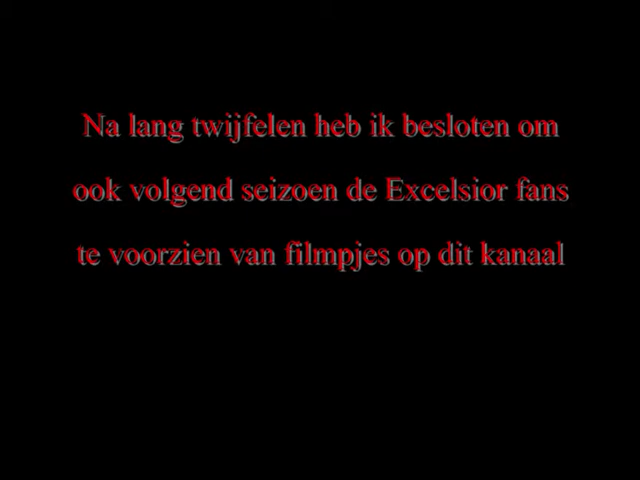 Na lang twijfelen heb ik besloten om
ook volgend seizoen de Excelsior fans
te voorzien van filmpjes op dit kanaal